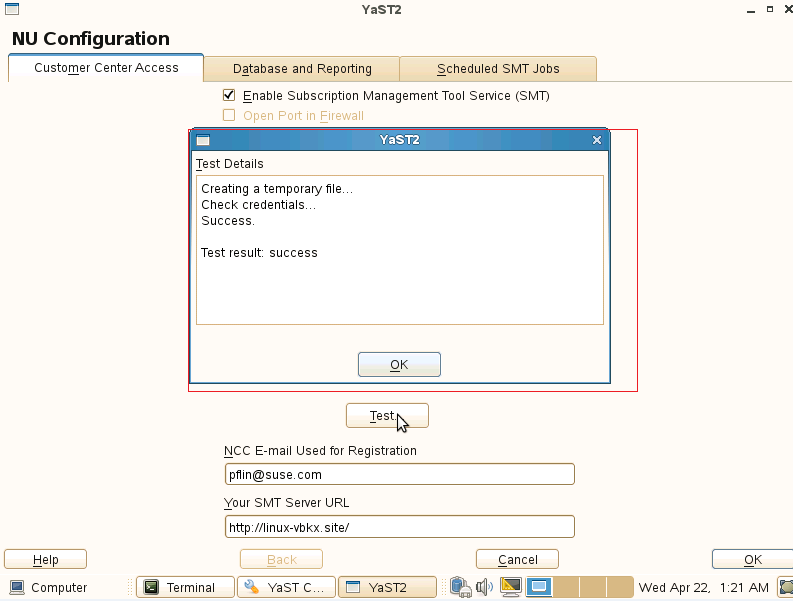 YaST2
NU Configuration
Customer Center Access
Database and Reporting
Scheduled SMT Jobs
Enable Subscription Management Tool Service (SMT)
Open Port in Firewall
YaST2
Test Details
Creating a temporary file...
Check credentials...
Success.
Test result: success
OK
Test...
NCC E-mail Used for Registration
pflin@suse.com
Your SMT Server URL
http://linux-vbkx.site/
Help
Back
Cancel
OK
Computer
Terminal
YaST C...
YaST2
Wed Apr 22, 1:21 AM